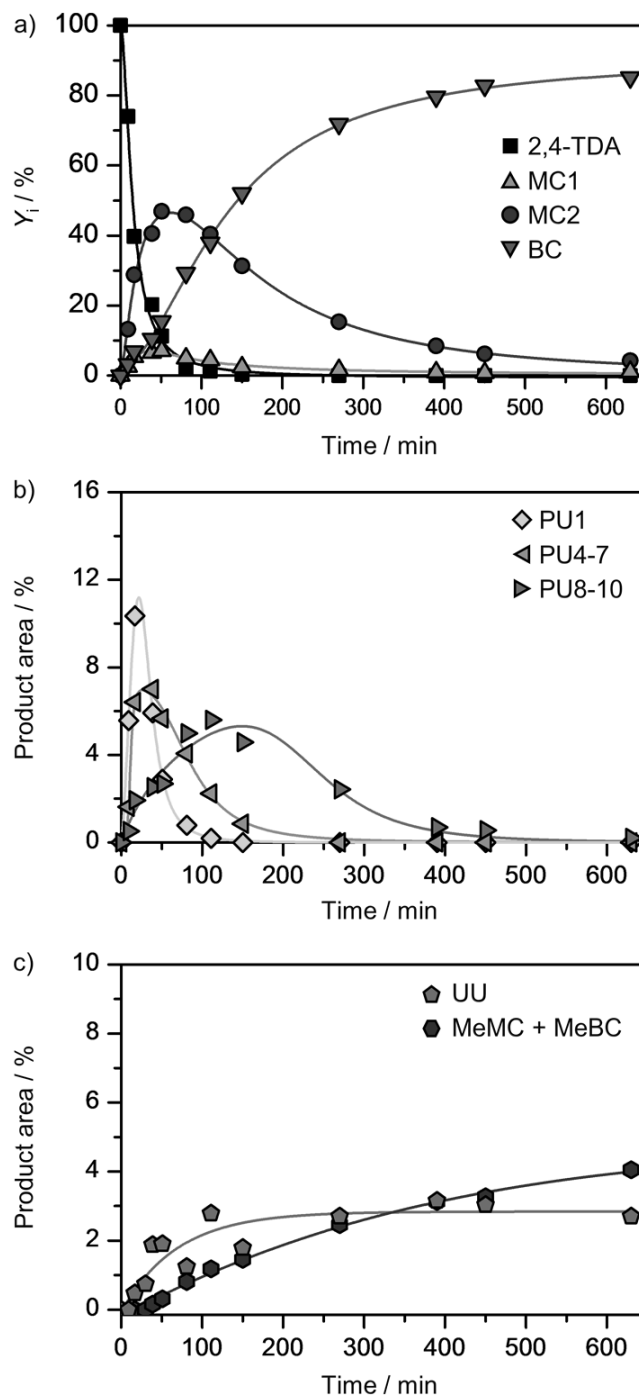 a)
100
80
60
40
20
0
Yi / %
2,4-TDA
MC1
MC2
BC
0 100 200 300 400 500 600
Time / min
b)
16
12
8
4
0
Product area / %
PU1
PU4-7
PU8-10
0 100 200 300 400 500 600
Time / min
c)
10
8
6
4
2
0
Product area / %
UU
MeMC + MeBC
0 100 200 300 400 500 600
Time / min